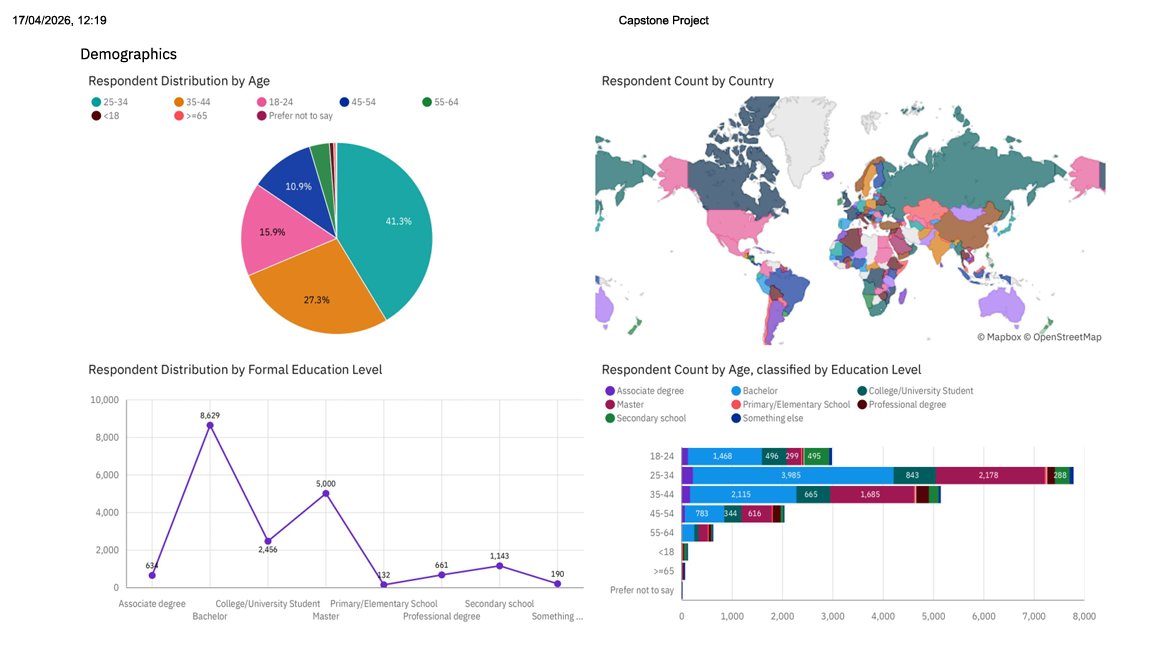 17/04/2026, 12:19
Capstone Project
Demographics
Respondent Distribution by Age
25-34 35-44 18-24 45-54 55-64
<18 >=65 Prefer not to say
10.9%
41.3%
15.9%
27.3%
Respondent Count by Country
© Mapbox © OpenStreetMap
Respondent Distribution by Formal Education Level
10,000
8,629
8,000
6,000
5,000
4,000
2,456
2,000
634
132
661
1,143
190
0
Associate degree College/University Student Primary/Elementary School Secondary school
Bachelor Master Professional degree Something ...
Respondent Count by Age, classified by Education Level
Associate degree Bachelor College/University Student
Master Primary/Elementary School Professional degree
Secondary school Something else
18-24 1,468 496 299 495
25-34 3,985 843 2,178 288
35-44 2,115 665 1,685
45-54 783 344 616
55-64
<18
>=65
Prefer not to say
0 1,000 2,000 3,000 4,000 5,000 6,000 7,000 8,000